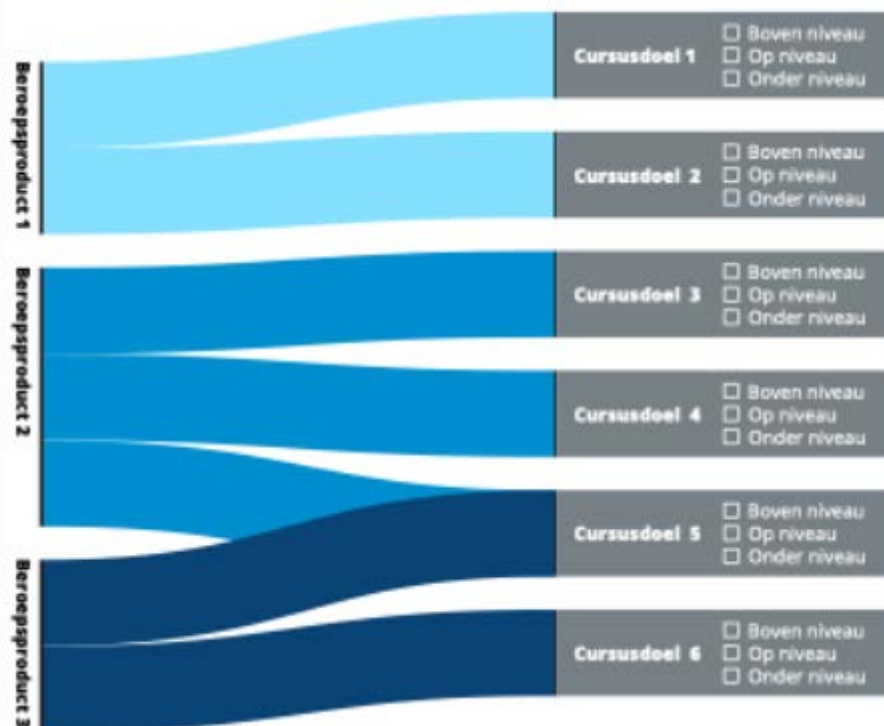 Beroepsproduct 1
Cursusdoel 1
☐ Boven niveau
☐ Op niveau
☐ Onder niveau
Cursusdoel 2
☐ Boven niveau
☐ Op niveau
☐ Onder niveau
Beroepsproduct 2
Cursusdoel 3
☐ Boven niveau
☐ Op niveau
☐ Onder niveau
Cursusdoel 4
☐ Boven niveau
☐ Op niveau
☐ Onder niveau
Cursusdoel 5
☐ Boven niveau
☐ Op niveau
☐ Onder niveau
Beroepsproduct 3
Cursusdoel 6
☐ Boven niveau
☐ Op niveau
☐ Onder niveau